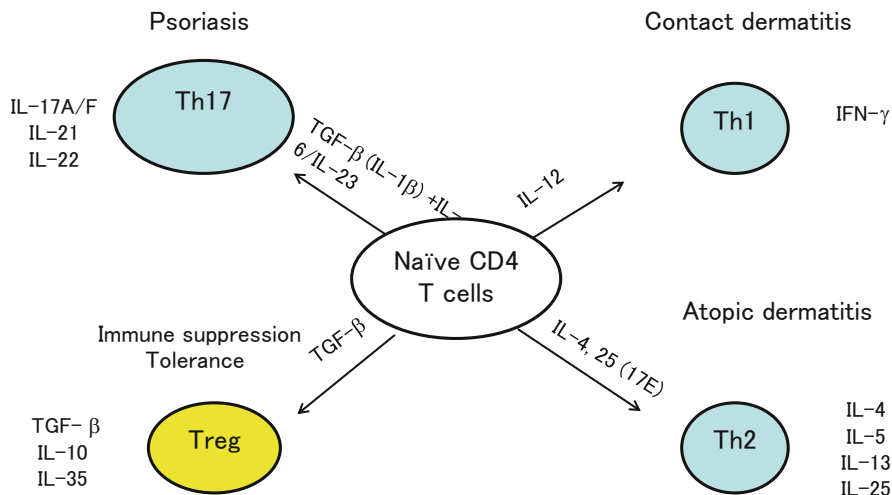 Psoriasis
Contact dermatitis
Th17
IL-17A/F
IL-21
IL-22
TGF-β (IL-1β) +IL-
6/IL-23
IL-12
Th1
IFN-γ
Naïve CD4
T cells
Immune suppression
Tolerance
TGF-β
Treg
TGF- β
IL-10
IL-35
IL-4, 25 (17E)
Atopic dermatitis
Th2
IL-4
IL-5
IL-13
IL-25